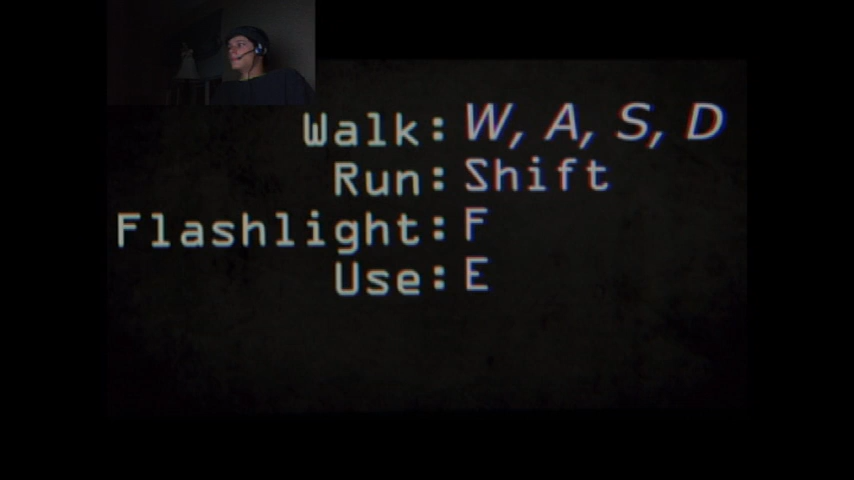 Walk: W, A, S, D
Run: Shift
Flashlight: F
Use: E